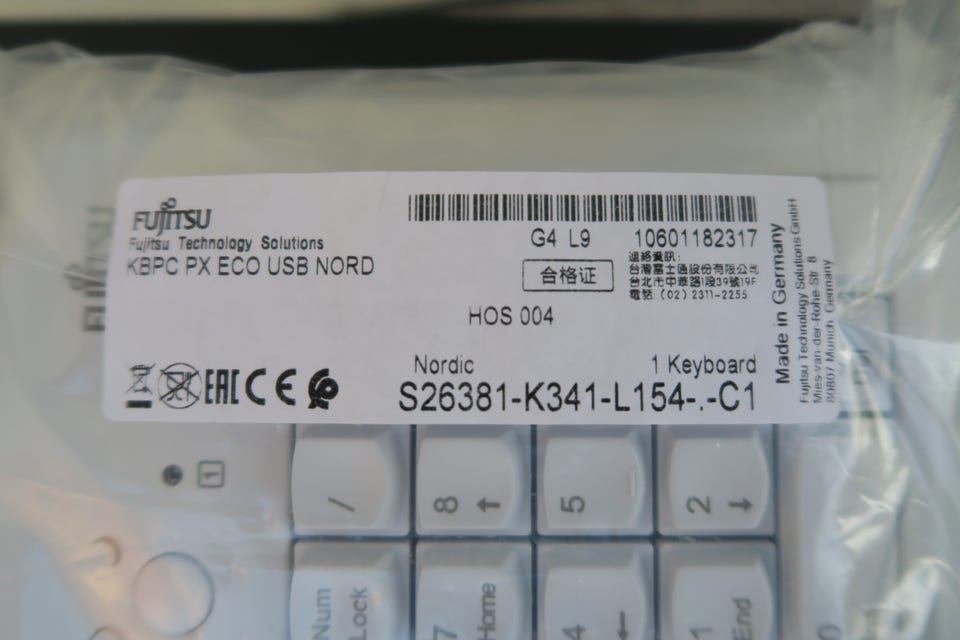 FUJITSU
Fujitsu Technology Solutions
KBPC PX ECO USB NORD
G4 L9 10601182317
合格证
連絡資訊:
台灣富士通股份有限公司
台北市中華路1段39號19F
電話: (02) 2311-2255
HOS 004
Nordic
1 Keyboard
EAC CE
S26381-K341-L154-.-C1
Made in Germany
Fujitsu Technology Solutions GmbH
Mies-van-der-Rohe-Str 8
80807 Munich Germany
1
/ 8 5 2
Num Lock
7 Home
4
1 End
0